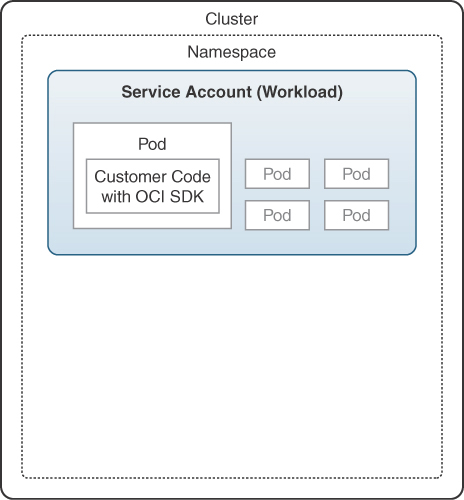 Cluster
Namespace
Service Account (Workload)
Pod
Customer Code
with OCI SDK
Pod
Pod
Pod
Pod